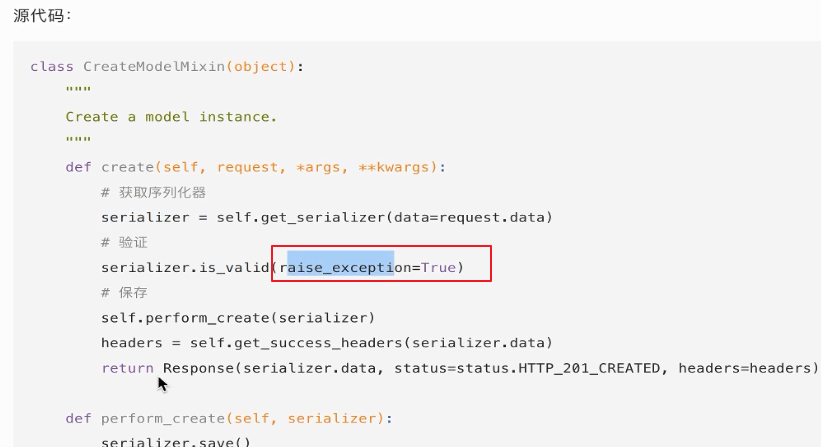 源代码：
class CreateModelMixin(object):
"""
Create a model instance.
"""
def create(self, request, *args, **kwargs):
# 获取序列化器
serializer = self.get_serializer(data=request.data)
# 验证
serializer.is_valid(raise_exception=True)
# 保存
self.perform_create(serializer)
headers = self.get_success_headers(serializer.data)
return Response(serializer.data, status=status.HTTP_201_CREATED, headers=headers)
def perform_create(self, serializer):
serializer.save()